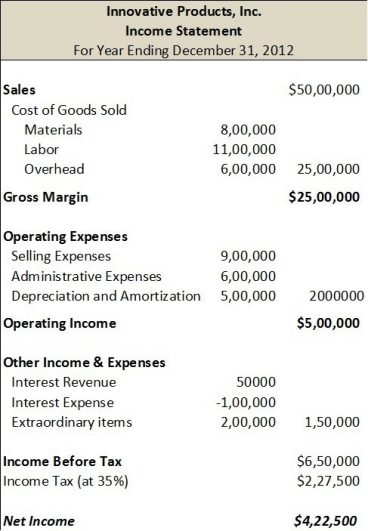 Innovative Products, Inc.
Income Statement
For Year Ending December 31, 2012
Sales $50,00,000
Cost of Goods Sold
Materials 8,00,000
Labor 11,00,000
Overhead 6,00,000 25,00,000
Gross Margin $25,00,000
Operating Expenses
Selling Expenses 9,00,000
Administrative Expenses 6,00,000
Depreciation and Amortization 5,00,000 2000000
Operating Income $5,00,000
Other Income & Expenses
Interest Revenue 50000
Interest Expense -1,00,000
Extraordinary items 2,00,000 1,50,000
Income Before Tax $6,50,000
Income Tax (at 35%) $2,27,500
Net Income $4,22,500